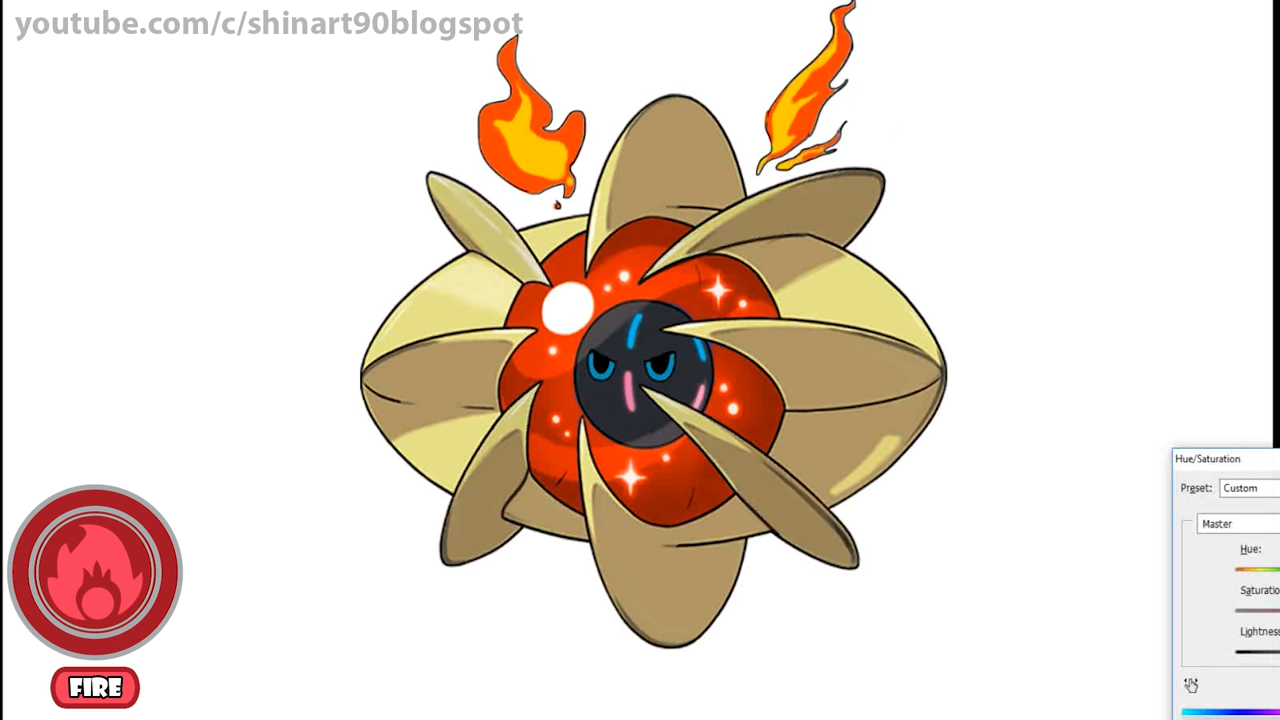 youtube.com/c/shinart90blogspot
Hue/Saturation
Preset:
Custom
Master
Hue:
Saturatio
Lightness
FIRE